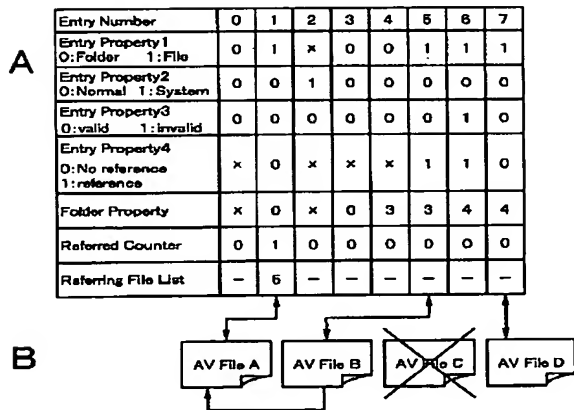 A
Entry Number 0 1 2 3 4 5 6 7
Entry Property1
0:Folder 1:File 0 1 × 0 0 1 1 1
Entry Property2
0:Normal 1:System 0 0 1 0 0 0 0 0
Entry Property3
0:valid 1:invalid 0 0 0 0 0 0 1 0
Entry Property4
0:No reference
1:reference × 0 × × × 1 1 0
Folder Property × 0 × 0 3 3 4 4
Referred Counter 0 1 0 0 0 0 0 0
Referring File List – 5 – – – – – –
B
AV File A AV File B AV File C AV File D